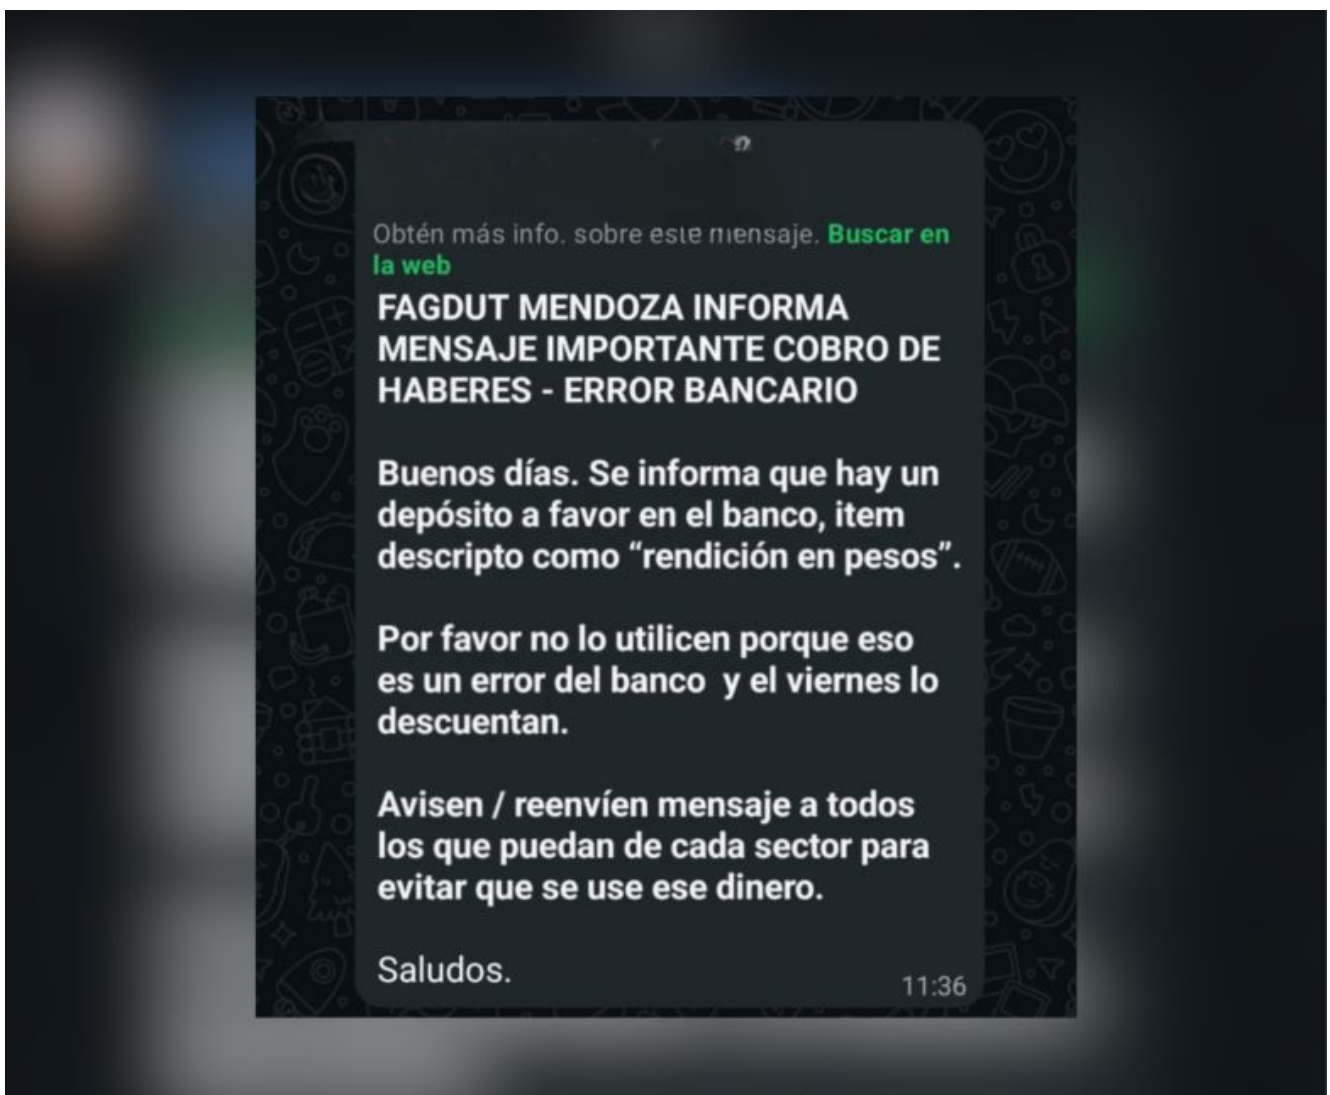 Obtén más info. sobre este mensaje. Buscar en
la web
FAGDUT MENDOZA INFORMA
MENSAJE IMPORTANTE COBRO DE
HABERES - ERROR BANCARIO
Buenos días. Se informa que hay un
depósito a favor en el banco, item
descripto como “rendición en pesos”.
Por favor no lo utilicen porque eso
es un error del banco  y el viernes lo
descuentan.
Avisen / reenvíen mensaje a todos
los que puedan de cada sector para
evitar que se use ese dinero.
Saludos.
11:36